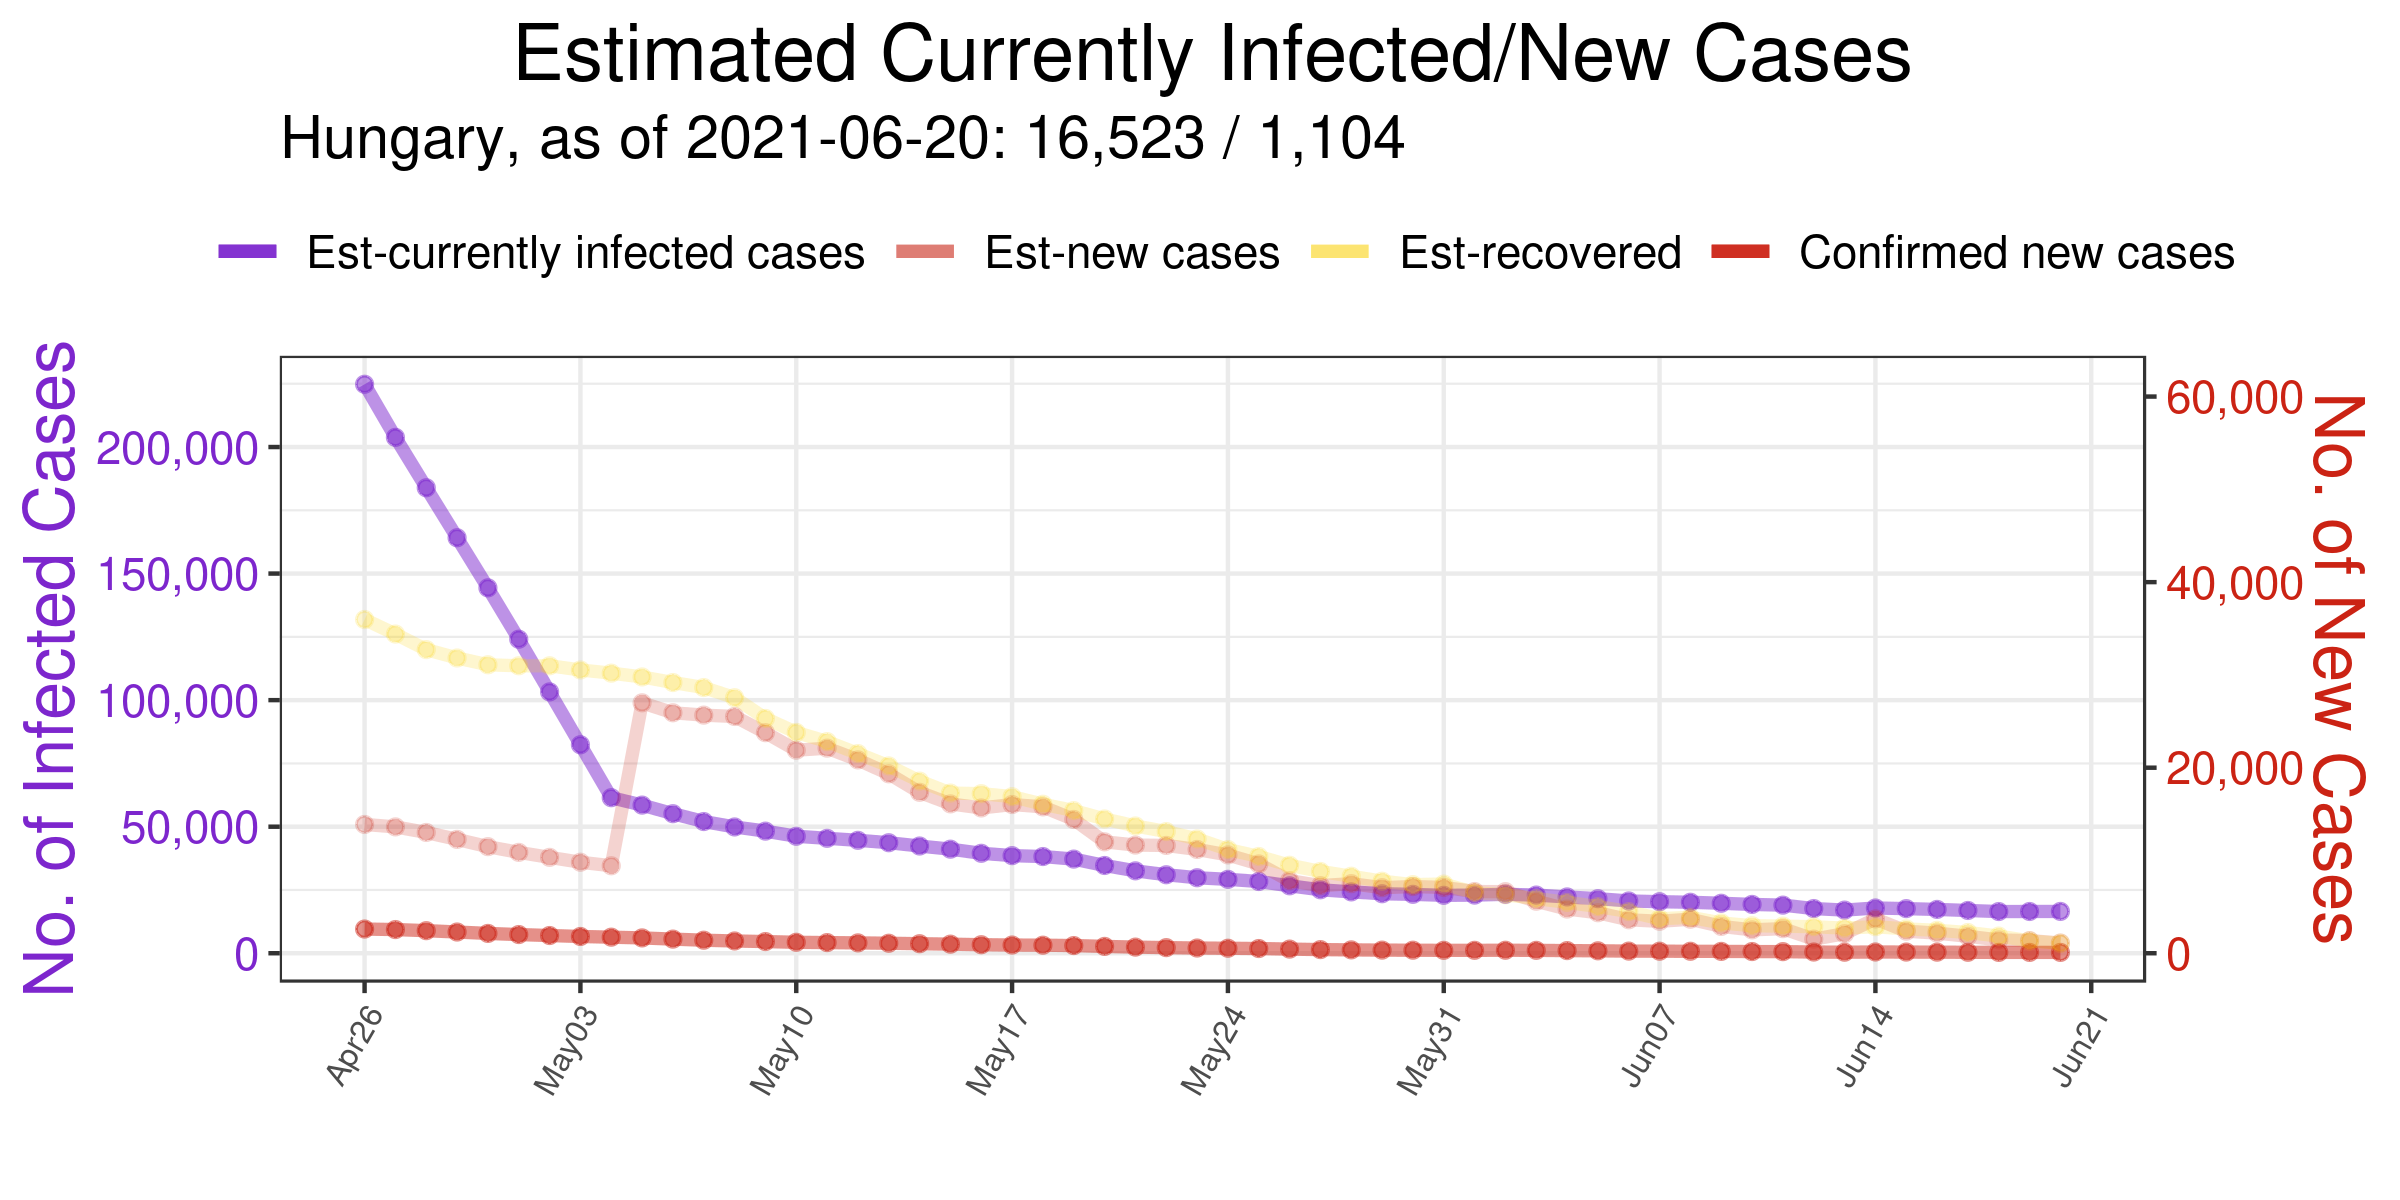 Estimated Currently Infected/New Cases
Hungary, as of 2021-06-20: 16,523 / 1,104
Est-currently infected cases Est-new cases Est-recovered Confirmed new cases
No. of Infected Cases
200,000
150,000
100,000
50,000
0
60,000
40,000
20,000
0
No. of New Cases
Apr26 May03 May10 May17 May24 May31 Jun07 Jun14 Jun21